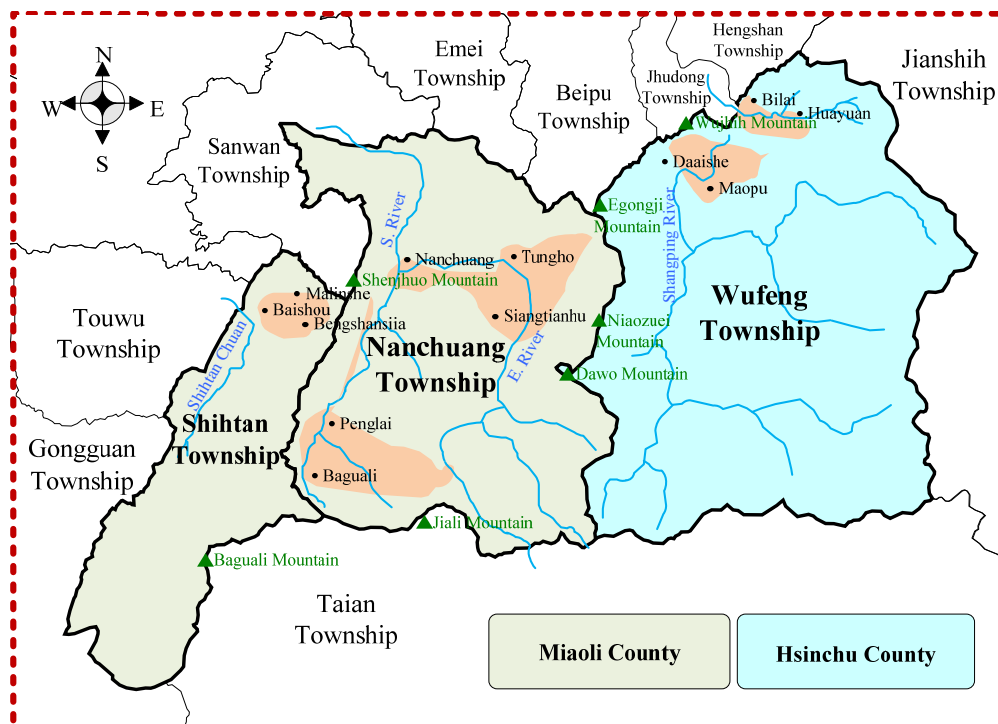 Hengshan
Township
Emei
Township
Jianshih
Township
N
W
E
S
Jhudong
Township
Beipu
Township
Bilai
Huayuan
Wujhih Mountain
Sanwan
Township
Daaishe
Maopu
S. River
Shangping River
Egongji
Mountain
Nanchuang
Tungho
Shenjhuo Mountain
Malinshe
Baishou
Bengshansiia
Siangtianhu
Wufeng
Township
Niaozuei
Mountain
Touwu
Township
Shihtan Chuan
Nanchuang
Township
E. River
Dawo Mountain
Shihtan
Township
Penglai
Gongguan
Township
Baguali
Jiali Mountain
Baguali Mountain
Taian
Township
Miaoli County
Hsinchu County